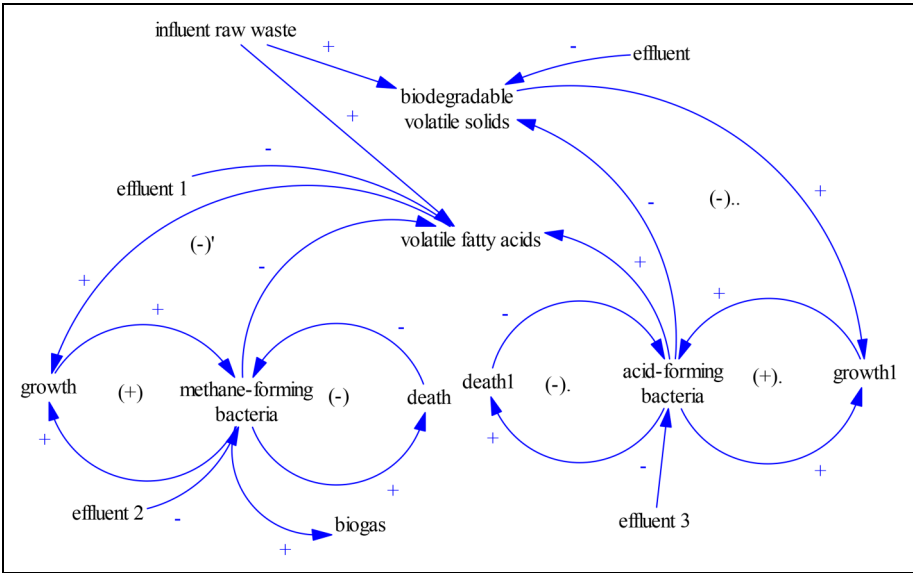 influent raw waste
+
-
effluent
biodegradable
volatile solids
+
-
effluent 1
+
(-)..
-
(-)'
volatile fatty acids
-
+
+
+
+
-
-
growth
(+)
methane-forming
bacteria
(-)
death
death1
(-).
acid-forming
bacteria
(+).
growth1
+
+
-
+
+
effluent 2
-
biogas
+
effluent 3